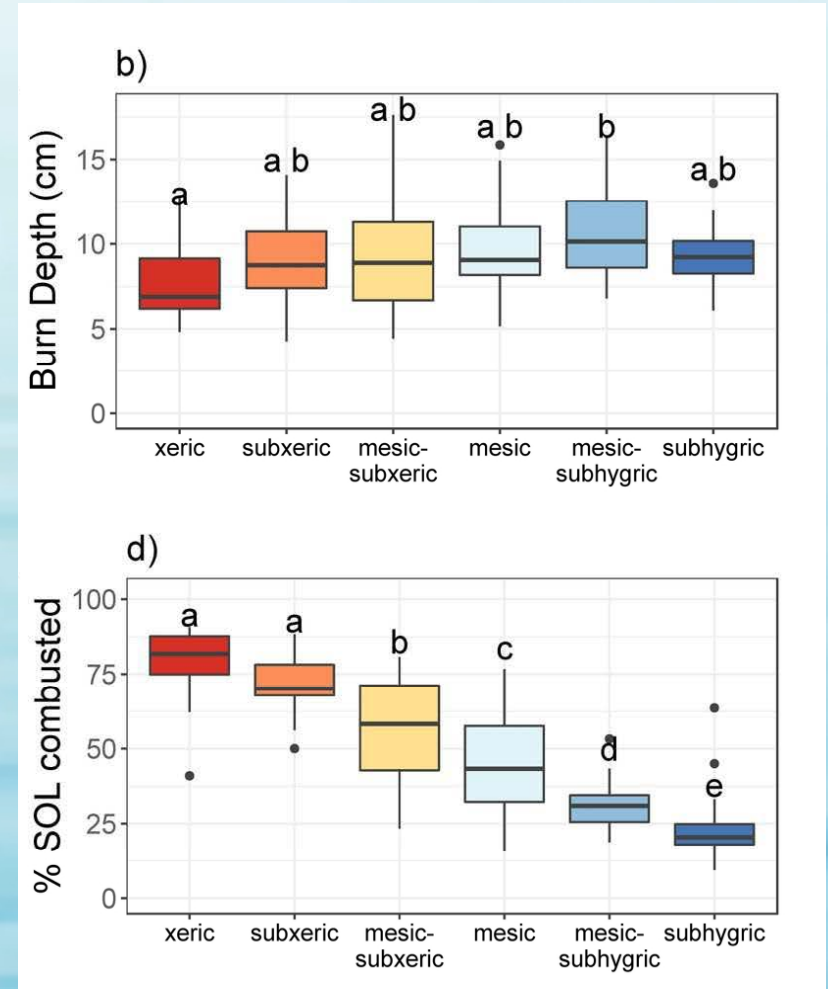 b)
Burn Depth (cm)
15
10
5
0
a
a b
a b
a b
b
a b
xeric
subxeric
mesic-
subxeric
mesic
mesic-
subhygric
subhygric
d)
% SOL combusted
100
75
50
25
0
a
a
b
c
d
e
xeric
subxeric
mesic-
subxeric
mesic
mesic-
subhygric
subhygric